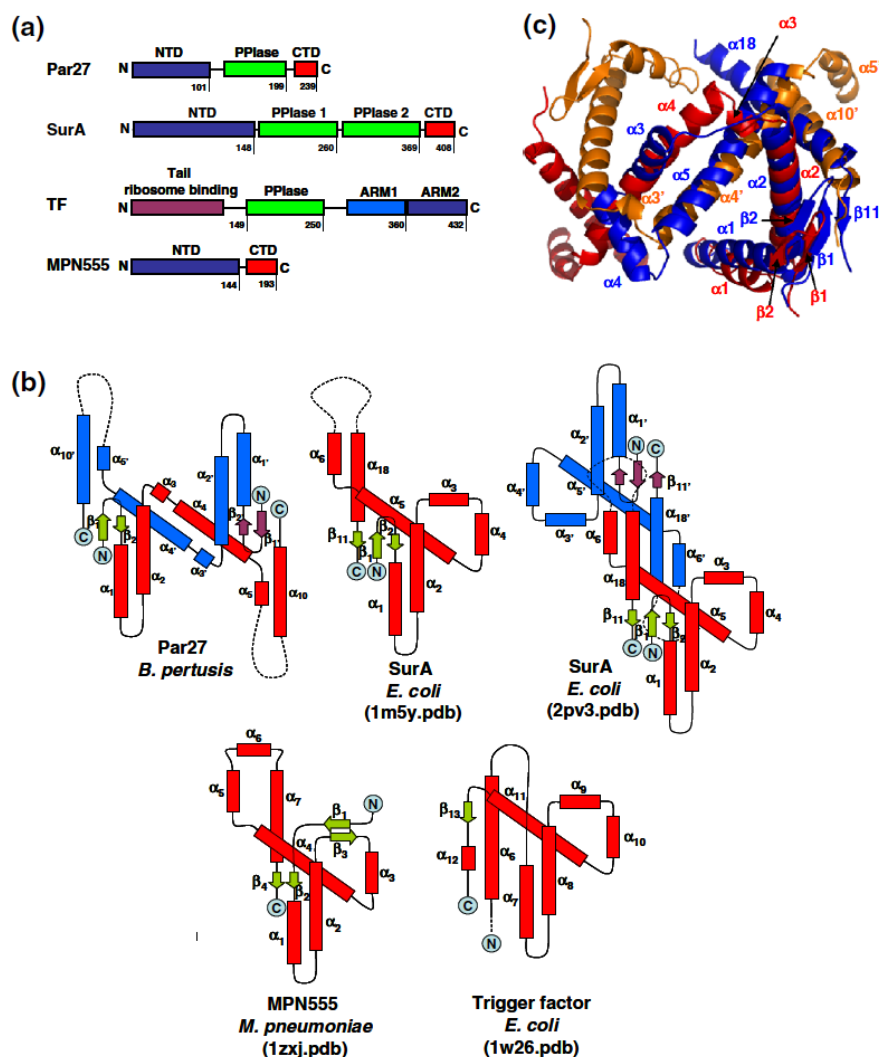 (a)
Par27
N
NTD
PPIase
CTD
C
101
199
239
SurA
N
NTD
PPIase 1
PPIase 2
CTD
C
148
260
369
408
Tail
ribosome binding
TF
N
PPIase
ARM1
ARM2
C
149
250
360
432
MPN555
N
NTD
CTD
C
144
193
(c)
α18
α3
α5
α4
α3
α10'
α5
α2
α2
α3'
α4'
β2
β11
α1
β1
α4
α1
β2
β1
(b)
α10'
α5'
α3
α4
α2'
α1'
N
C
β2'
β11'
β1
β2
C
N
α4'
α3'
α1
α2
α5
α10
Par27
B. pertusis
α6
α18
α5
α3
α4
β11
β1
β2
C
N
α1
α2
SurA
E. coli
(1m5y.pdb)
α1'
α2'
N
C
α4'
α5'
β11'
α3'
α6
α18'
α6'
α3
α18
α5
α4
β11
β1
β2
C
N
α1
α2
SurA
E. coli
(2pv3.pdb)
α6
α5
α7
β1
N
α4
β3
β4
β2
α3
C
α1
α2
MPN555
M. pneumoniae
(1zxj.pdb)
α11
α9
β13
α10
α12
α6
α8
α7
C
N
Trigger factor
E. coli
(1w26.pdb)